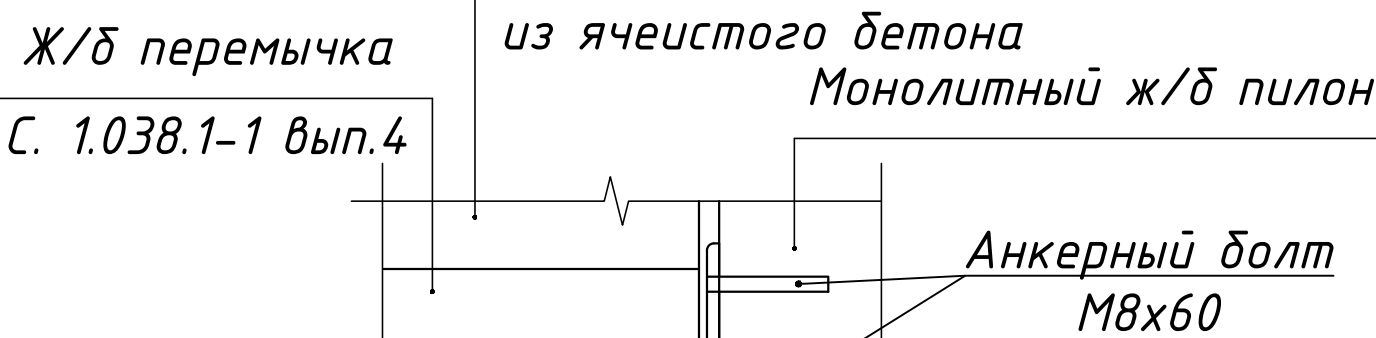 Ж/б перемычка
С. 1.038.1-1 вып.4
из ячеистого бетона
Монолитный ж/б пилон
Анкерный болт
М8х60